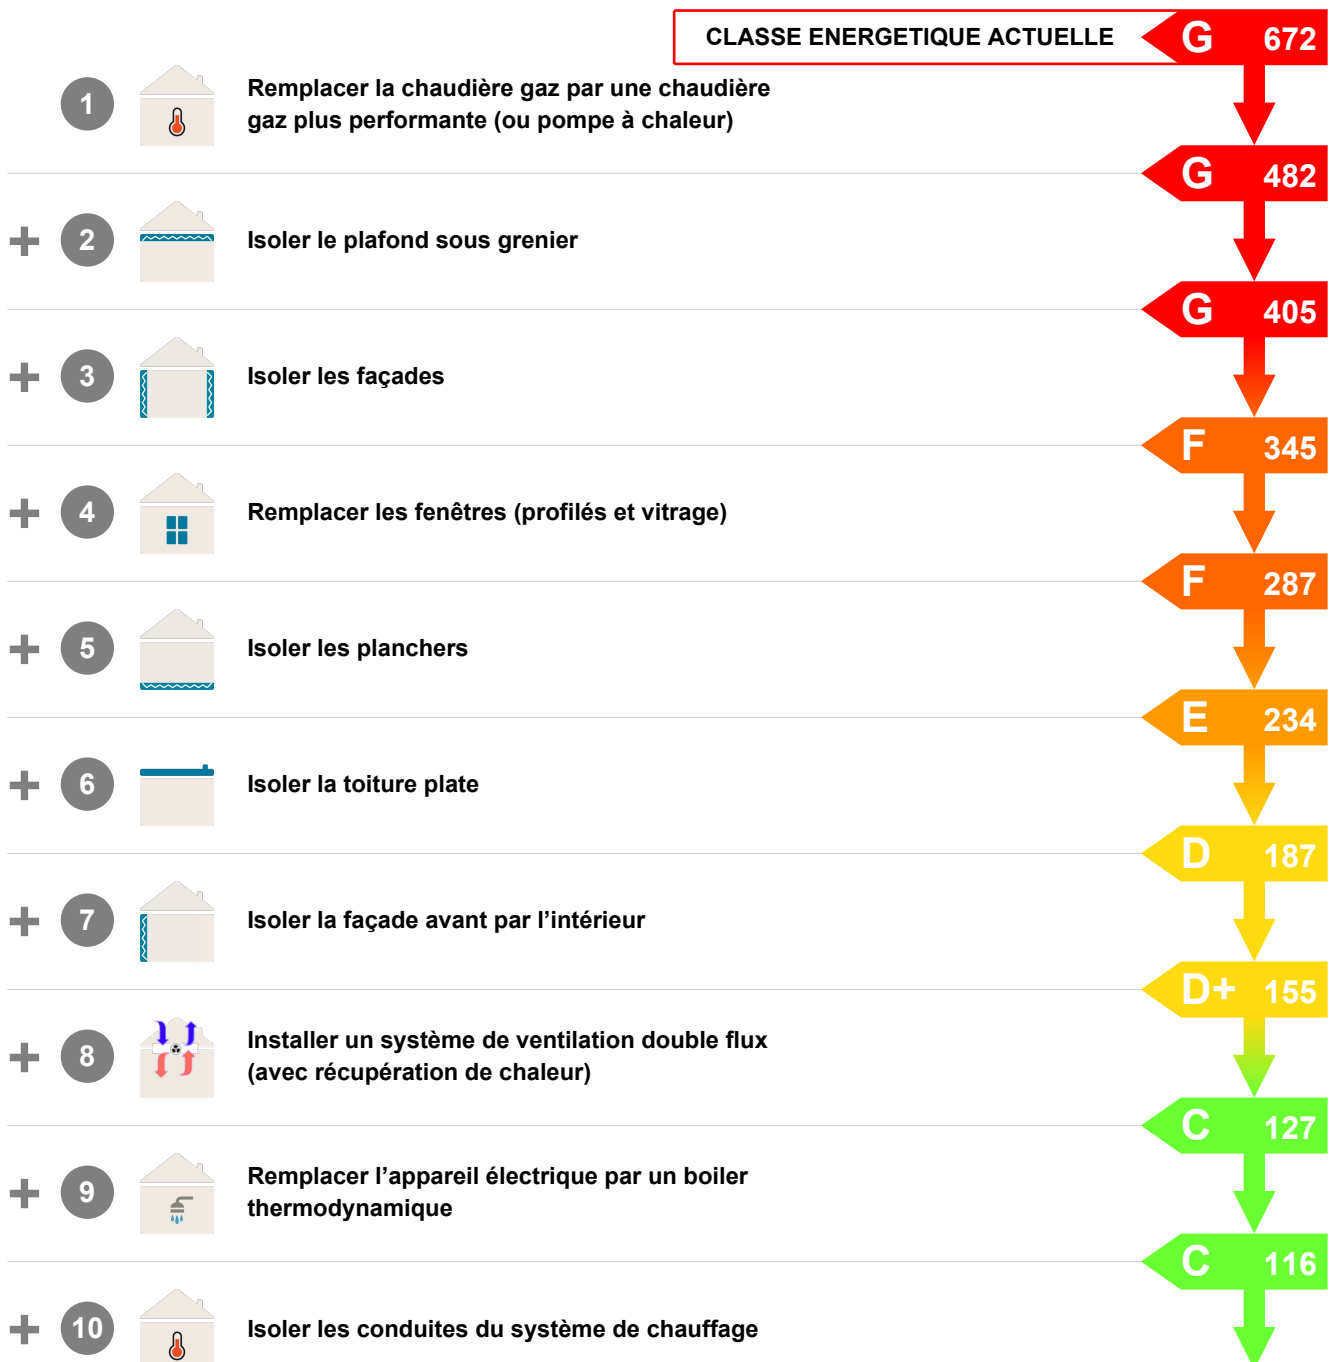 CLASSE ENERGETIQUE ACTUELLE G 672
1 Remplacer la chaudière gaz par une chaudière
gaz plus performante (ou pompe à chaleur)
G 482
+ 2 Isoler le plafond sous grenier
G 405
+ 3 Isoler les façades
F 345
+ 4 Remplacer les fenêtres (profilés et vitrage)
F 287
+ 5 Isoler les planchers
E 234
+ 6 Isoler la toiture plate
D 187
+ 7 Isoler la façade avant par l’intérieur
D+ 155
+ 8 Installer un système de ventilation double flux
(avec récupération de chaleur)
C 127
+ 9 Remplacer l’appareil électrique par un boiler
thermodynamique
C 116
+ 10 Isoler les conduites du système de chauffage